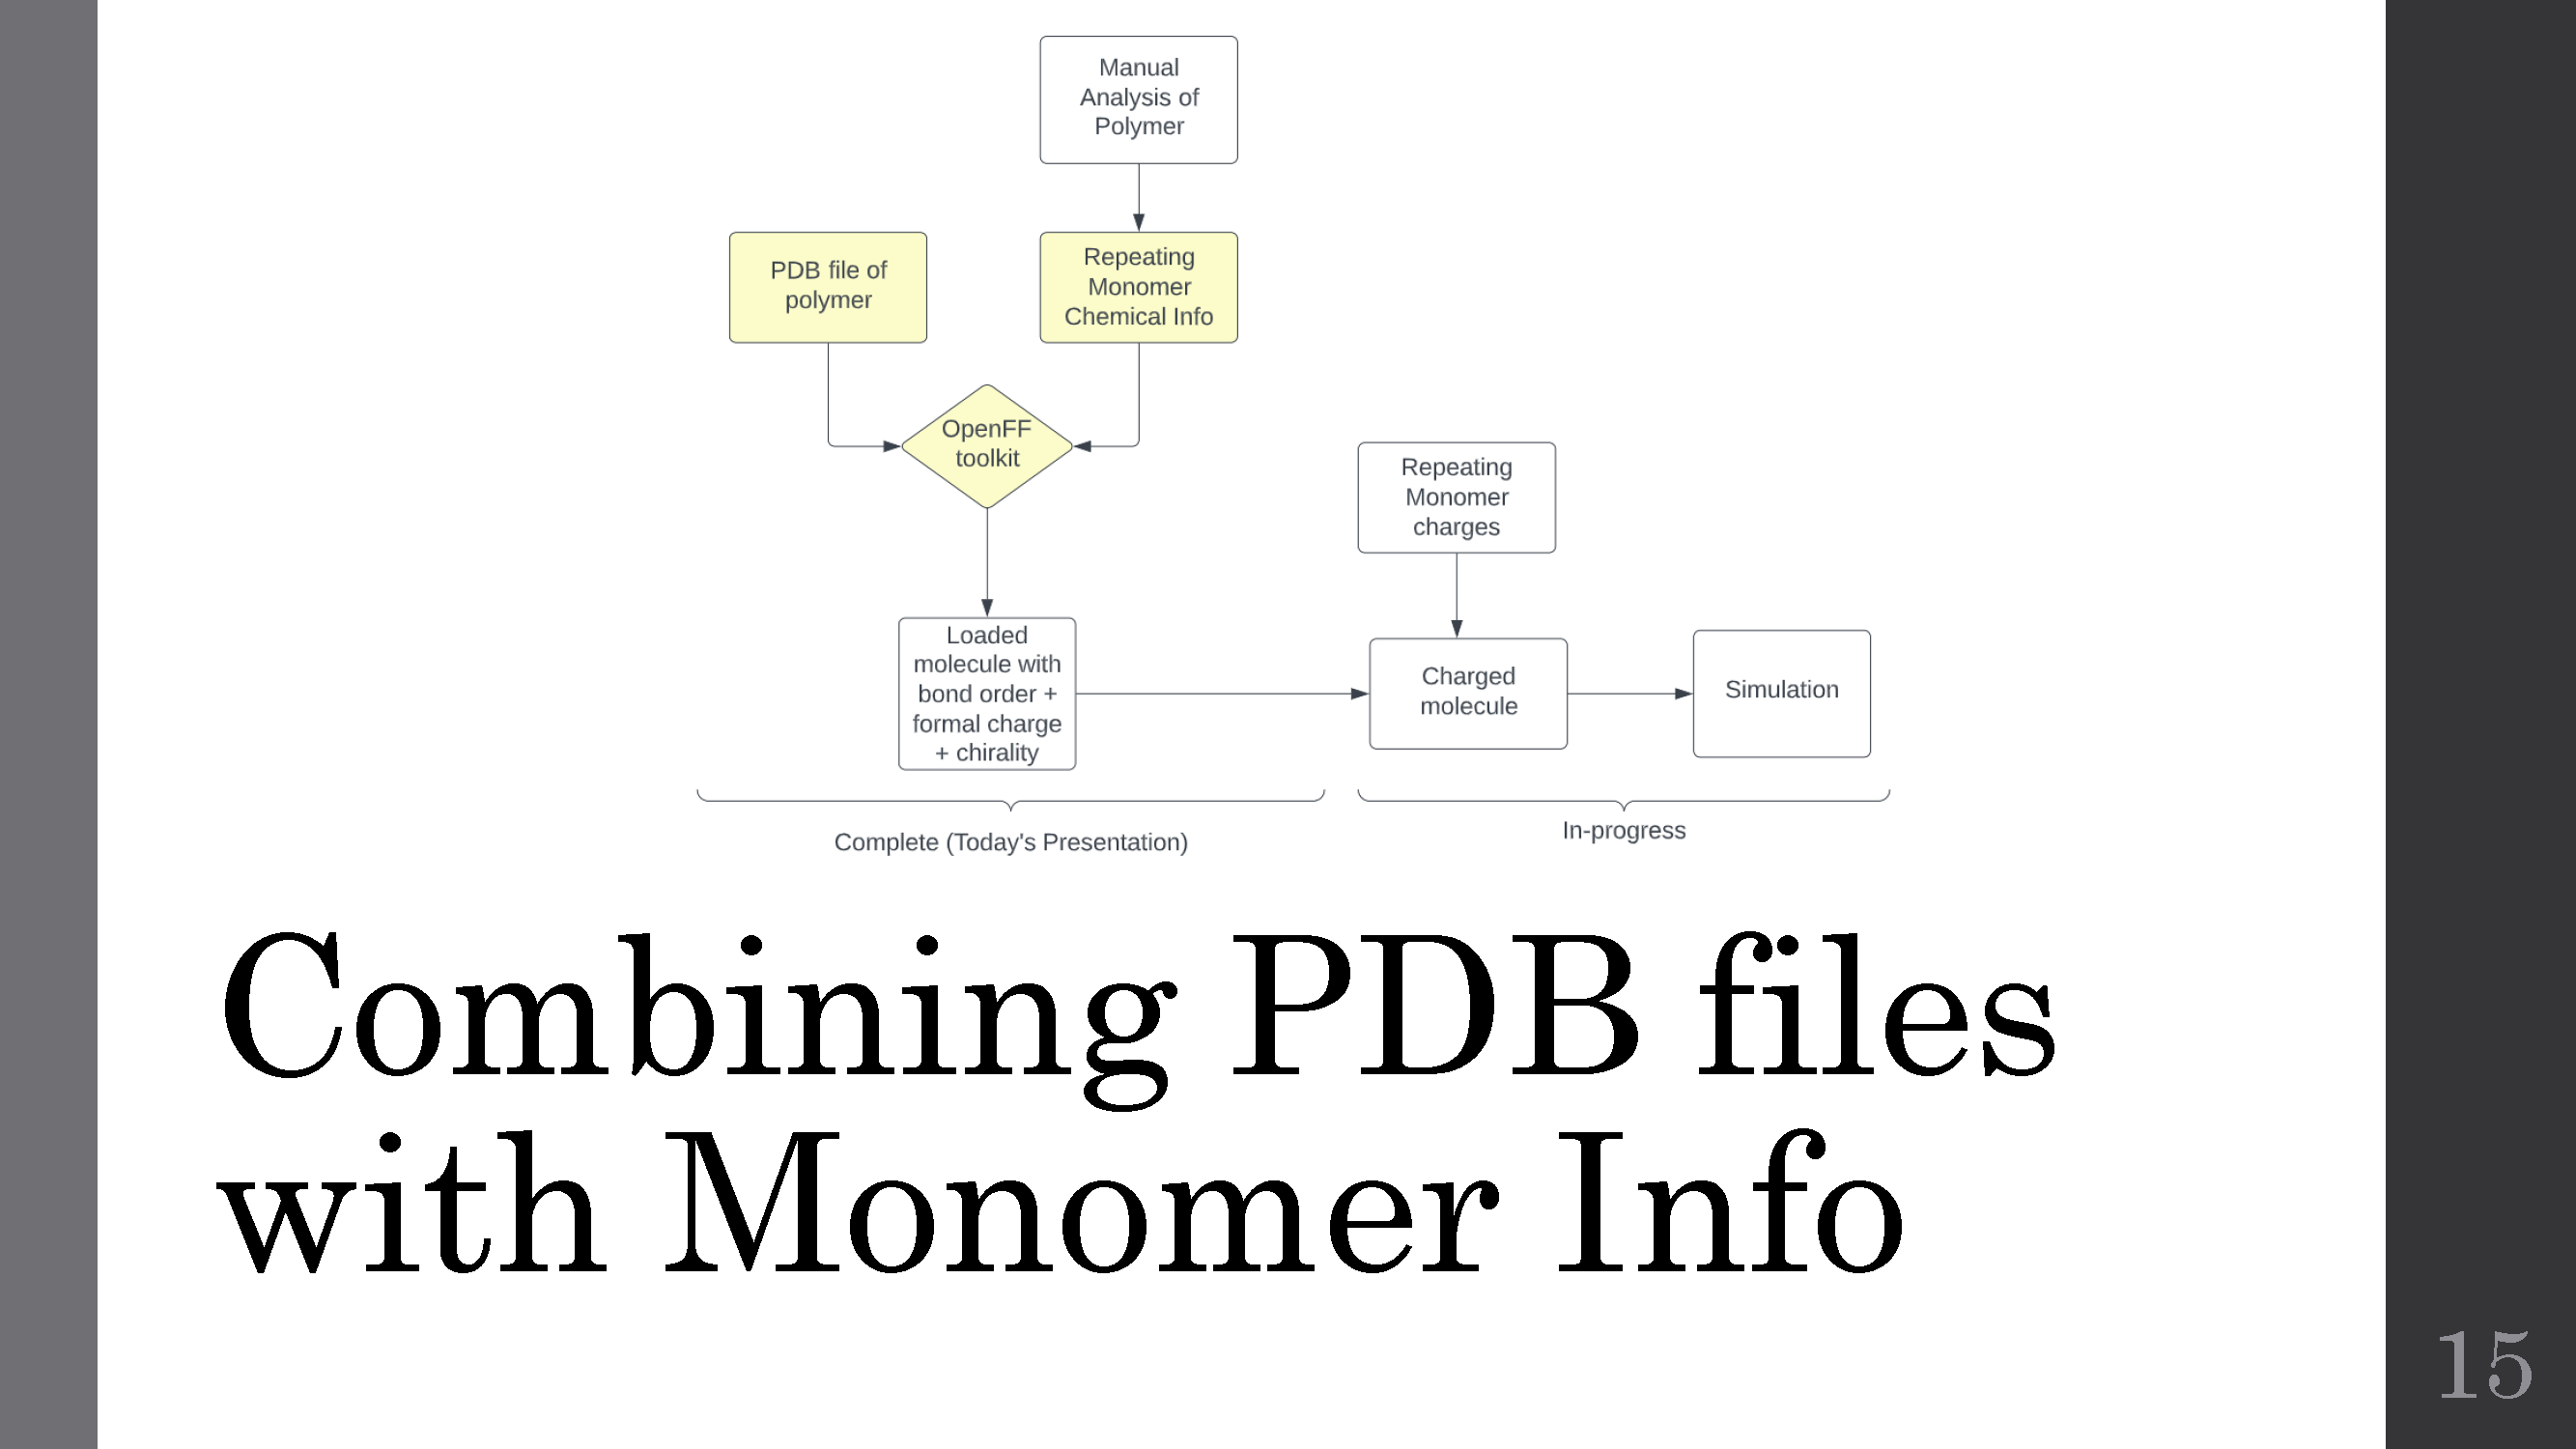 Manual
Analysis of
Polymer
PDB file of
polymer
Repeating
Monomer
Chemical Info
OpenFF
toolkit
Repeating
Monomer
charges
Loaded
molecule with
bond order +
formal charge
+ chirality
Charged
molecule
Simulation
Complete (Today's Presentation)
In-progress
Combining PDB files
with Monomer Info
15